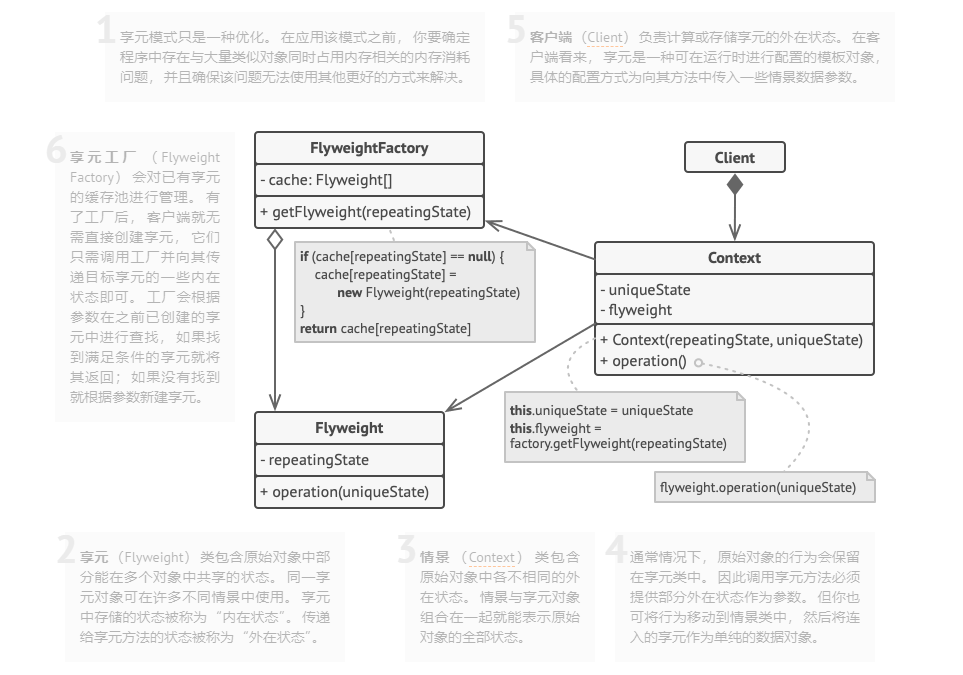 1
享元模式只是一种优化。 在应用该模式之前， 你要确定
程序中存在与大量类似对象同时占用内存相关的内存消耗
问题， 并且确保该问题无法使用其他更好的方式来解决。
5
客户端 （Client） 负责计算或存储享元的外在状态。 在客
户端看来， 享元是一种可在运行时进行配置的模板对象，
具体的配置方式为向其方法中传入一些情景数据参数。
6
享元工厂 （Flyweight
Factory） 会对已有享元
的缓存池进行管理。 有
了工厂后， 客户端就无
需直接创建享元， 它们
只需调用工厂并向其传
递目标享元的一些内在
状态即可。 工厂会根据
参数在之前已创建的享
元中进行查找， 如果找
到满足条件的享元就将
其返回； 如果没有找到
就根据参数新建享元。
FlyweightFactory
- cache: Flyweight[]
+ getFlyweight(repeatingState)
if (cache[repeatingState] == null) {
cache[repeatingState] =
new Flyweight(repeatingState)
}
return cache[repeatingState]
Client
Context
- uniqueState
- flyweight
+ Context(repeatingState, uniqueState)
+ operation()
this.uniqueState = uniqueState
this.flyweight =
factory.getFlyweight(repeatingState)
flyweight.operation(uniqueState)
Flyweight
- repeatingState
+ operation(uniqueState)
2
享元 （Flyweight） 类包含原始对象中部
分能在多个对象中共享的状态。 同一享
元对象可在许多不同情景中使用。 享元
中存储的状态被称为 “内在状态”。 传递
给享元方法的状态被称为 “外在状态”。
3
情景 （Context） 类包含
原始对象中各不相同的外
在状态。 情景与享元对象
组合在一起就能表示原始
对象的全部状态。
4
通常情况下， 原始对象的行为会保留
在享元类中。 因此调用享元方法必须
提供部分外在状态作为参数。 但你也
可将行为移动到情景类中， 然后将连
入的享元作为单纯的数据对象。